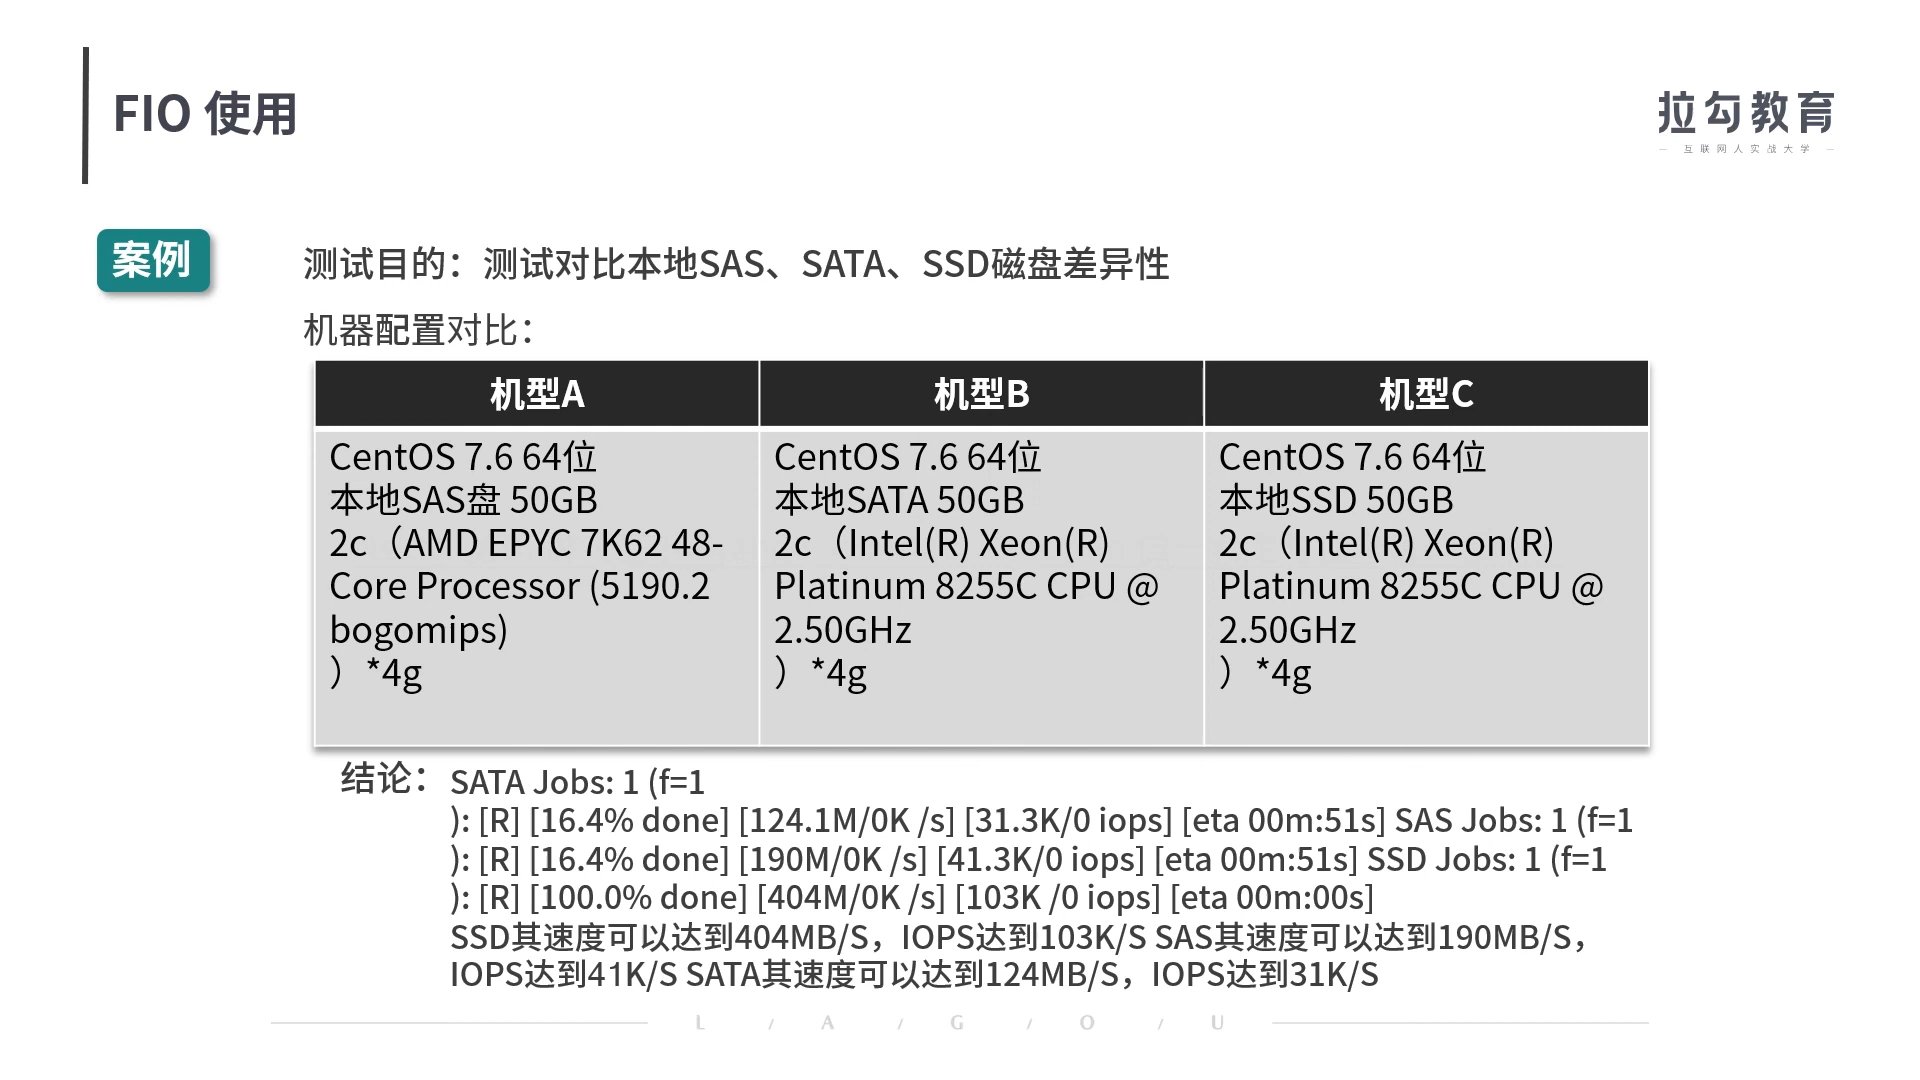 FIO 使用
拉勾教育
— 互联网人实战大学 —
案例
测试目的：测试对比本地SAS、SATA、SSD磁盘差异性
机器配置对比：
机型A
机型B
机型C
CentOS 7.6 64位
本地SAS盘 50GB
2c（AMD EPYC 7K62 48-
Core Processor (5190.2
bogomips)
）*4g
CentOS 7.6 64位
本地SATA 50GB
2c（Intel(R) Xeon(R)
Platinum 8255C CPU @
2.50GHz
）*4g
CentOS 7.6 64位
本地SSD 50GB
2c（Intel(R) Xeon(R)
Platinum 8255C CPU @
2.50GHz
）*4g
结论：
SATA Jobs: 1 (f=1
): [R] [16.4% done] [124.1M/0K /s] [31.3K/0 iops] [eta 00m:51s] SAS Jobs: 1 (f=1
): [R] [16.4% done] [190M/0K /s] [41.3K/0 iops] [eta 00m:51s] SSD Jobs: 1 (f=1
): [R] [100.0% done] [404M/0K /s] [103K /0 iops] [eta 00m:00s]
SSD其速度可以达到404MB/S，IOPS达到103K/S SAS其速度可以达到190MB/S，
IOPS达到41K/S SATA其速度可以达到124MB/S，IOPS达到31K/S
L / A / G / O / U